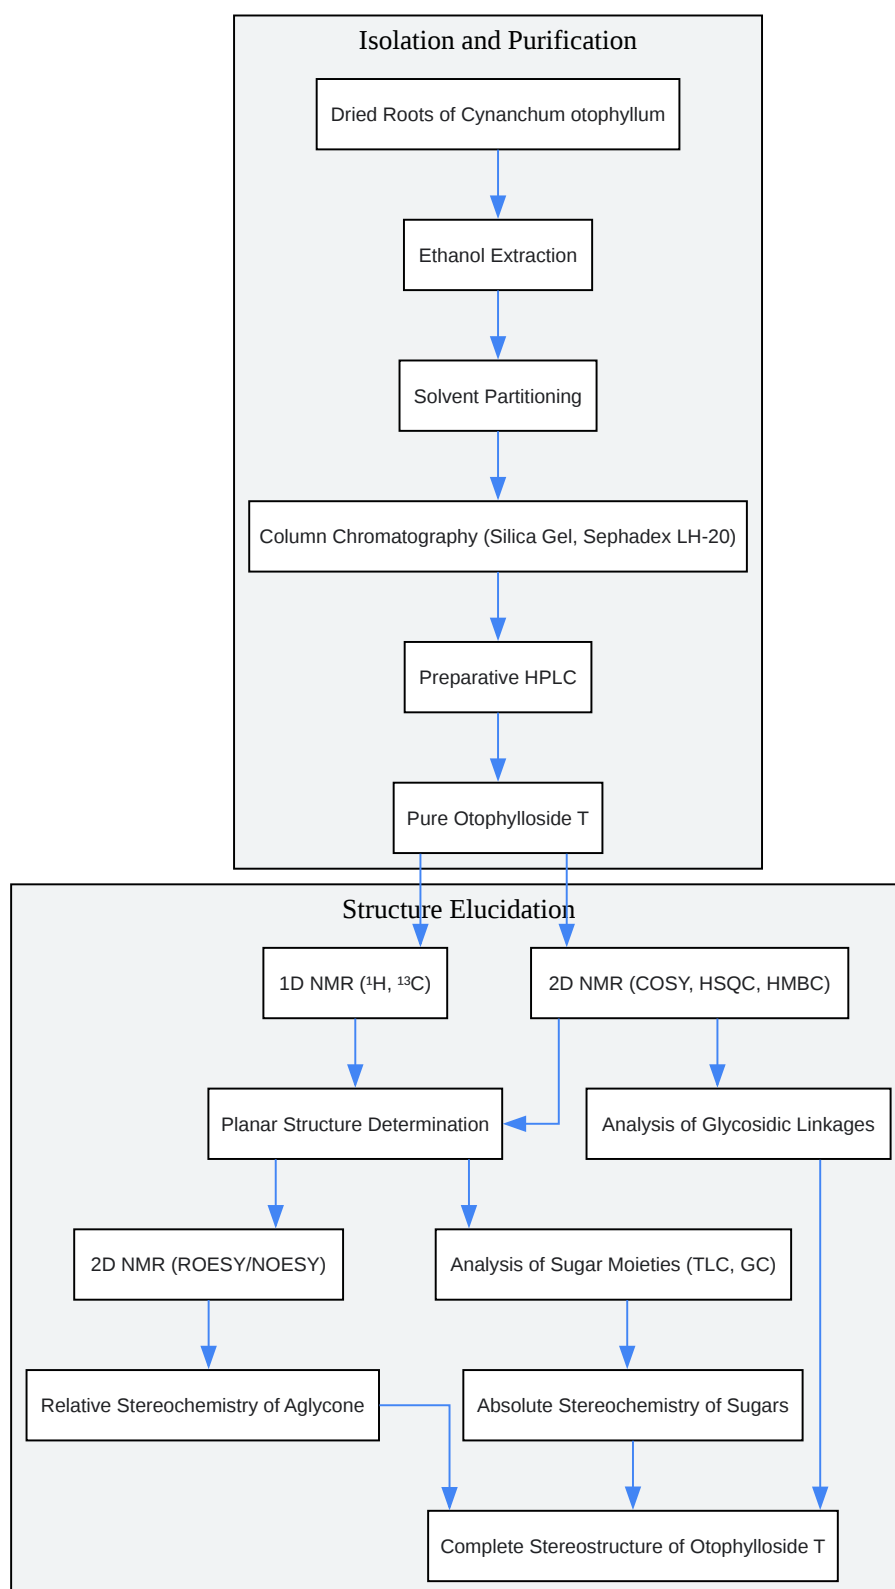 Isolation and Purification
Dried Roots of Cynanchum otophyllum
Ethanol Extraction
Solvent Partitioning
Column Chromatography (Silica Gel, Sephadex LH-20)
Preparative HPLC
Pure Otophylloside T
Structure Elucidation
1D NMR (¹H, ¹³C)
2D NMR (COSY, HSQC, HMBC)
Planar Structure Determination
Analysis of Glycosidic Linkages
2D NMR (ROESY/NOESY)
Analysis of Sugar Moieties (TLC, GC)
Relative Stereochemistry of Aglycone
Absolute Stereochemistry of Sugars
Complete Stereostructure of Otophylloside T